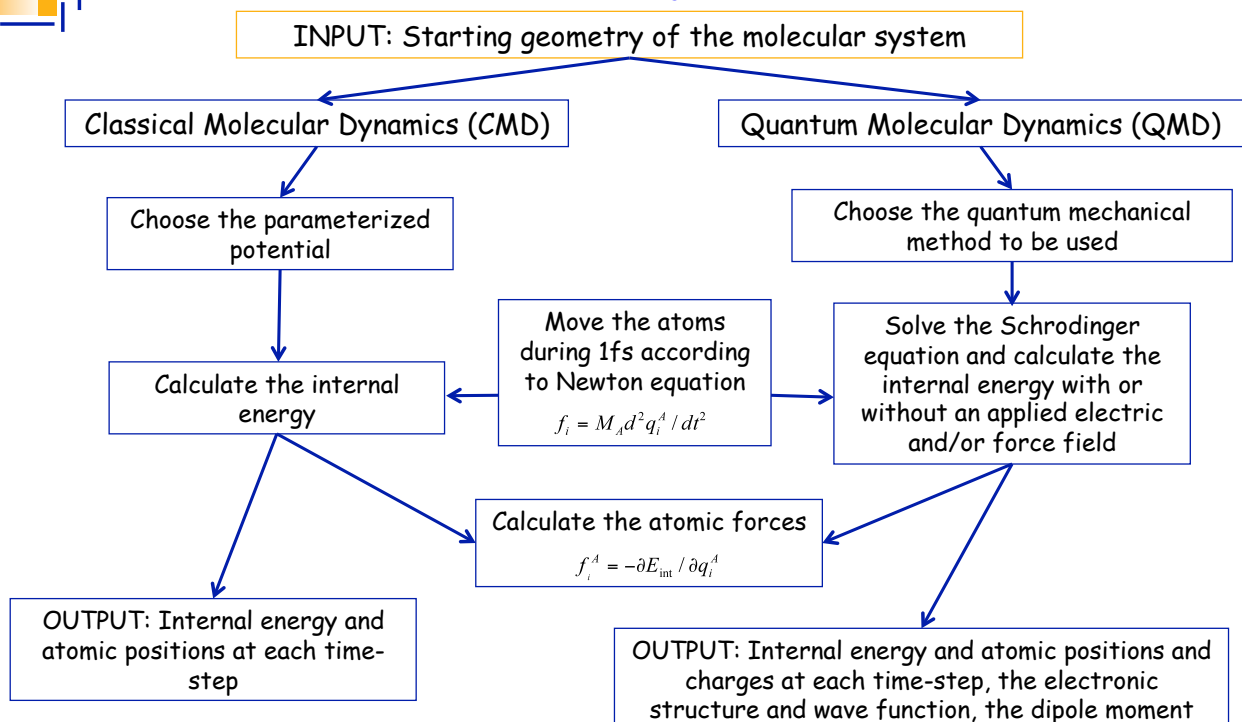 INPUT: Starting geometry of the molecular system
Classical Molecular Dynamics (CMD)
Quantum Molecular Dynamics (QMD)
Choose the parameterized
potential
Choose the quantum mechanical
method to be used
Move the atoms
during 1fs according
to Newton equation
f_i = M_A d^2 q_i^A / dt^2
Calculate the internal
energy
Solve the Schrodinger
equation and calculate the
internal energy with or
without an applied electric
and/or force field
Calculate the atomic forces
f_i^A = −∂E_int / ∂q_i^A
OUTPUT: Internal energy and
atomic positions at each time-
step
OUTPUT: Internal energy and atomic positions and
charges at each time-step, the electronic
structure and wave function, the dipole moment